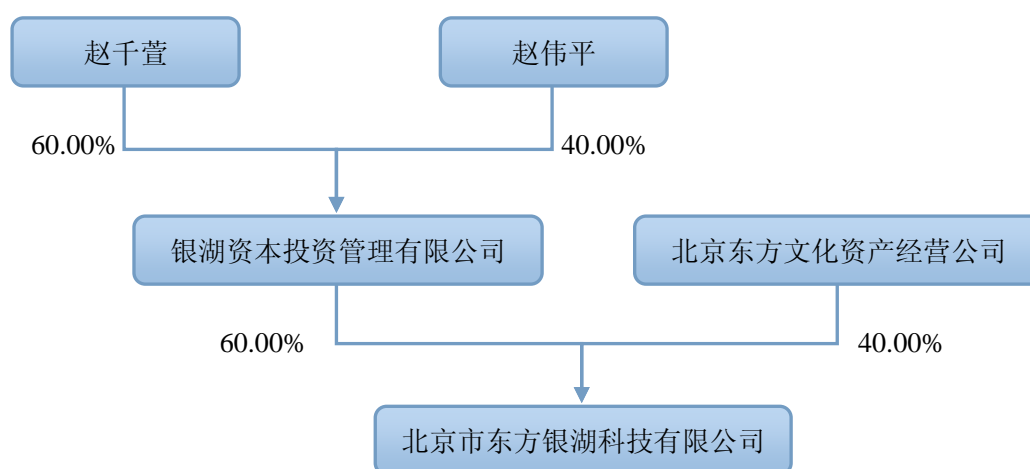 赵千萱
赵伟平
60.00%
40.00%
银湖资本投资管理有限公司
北京东方文化资产经营公司
60.00%
40.00%
北京市东方银湖科技有限公司